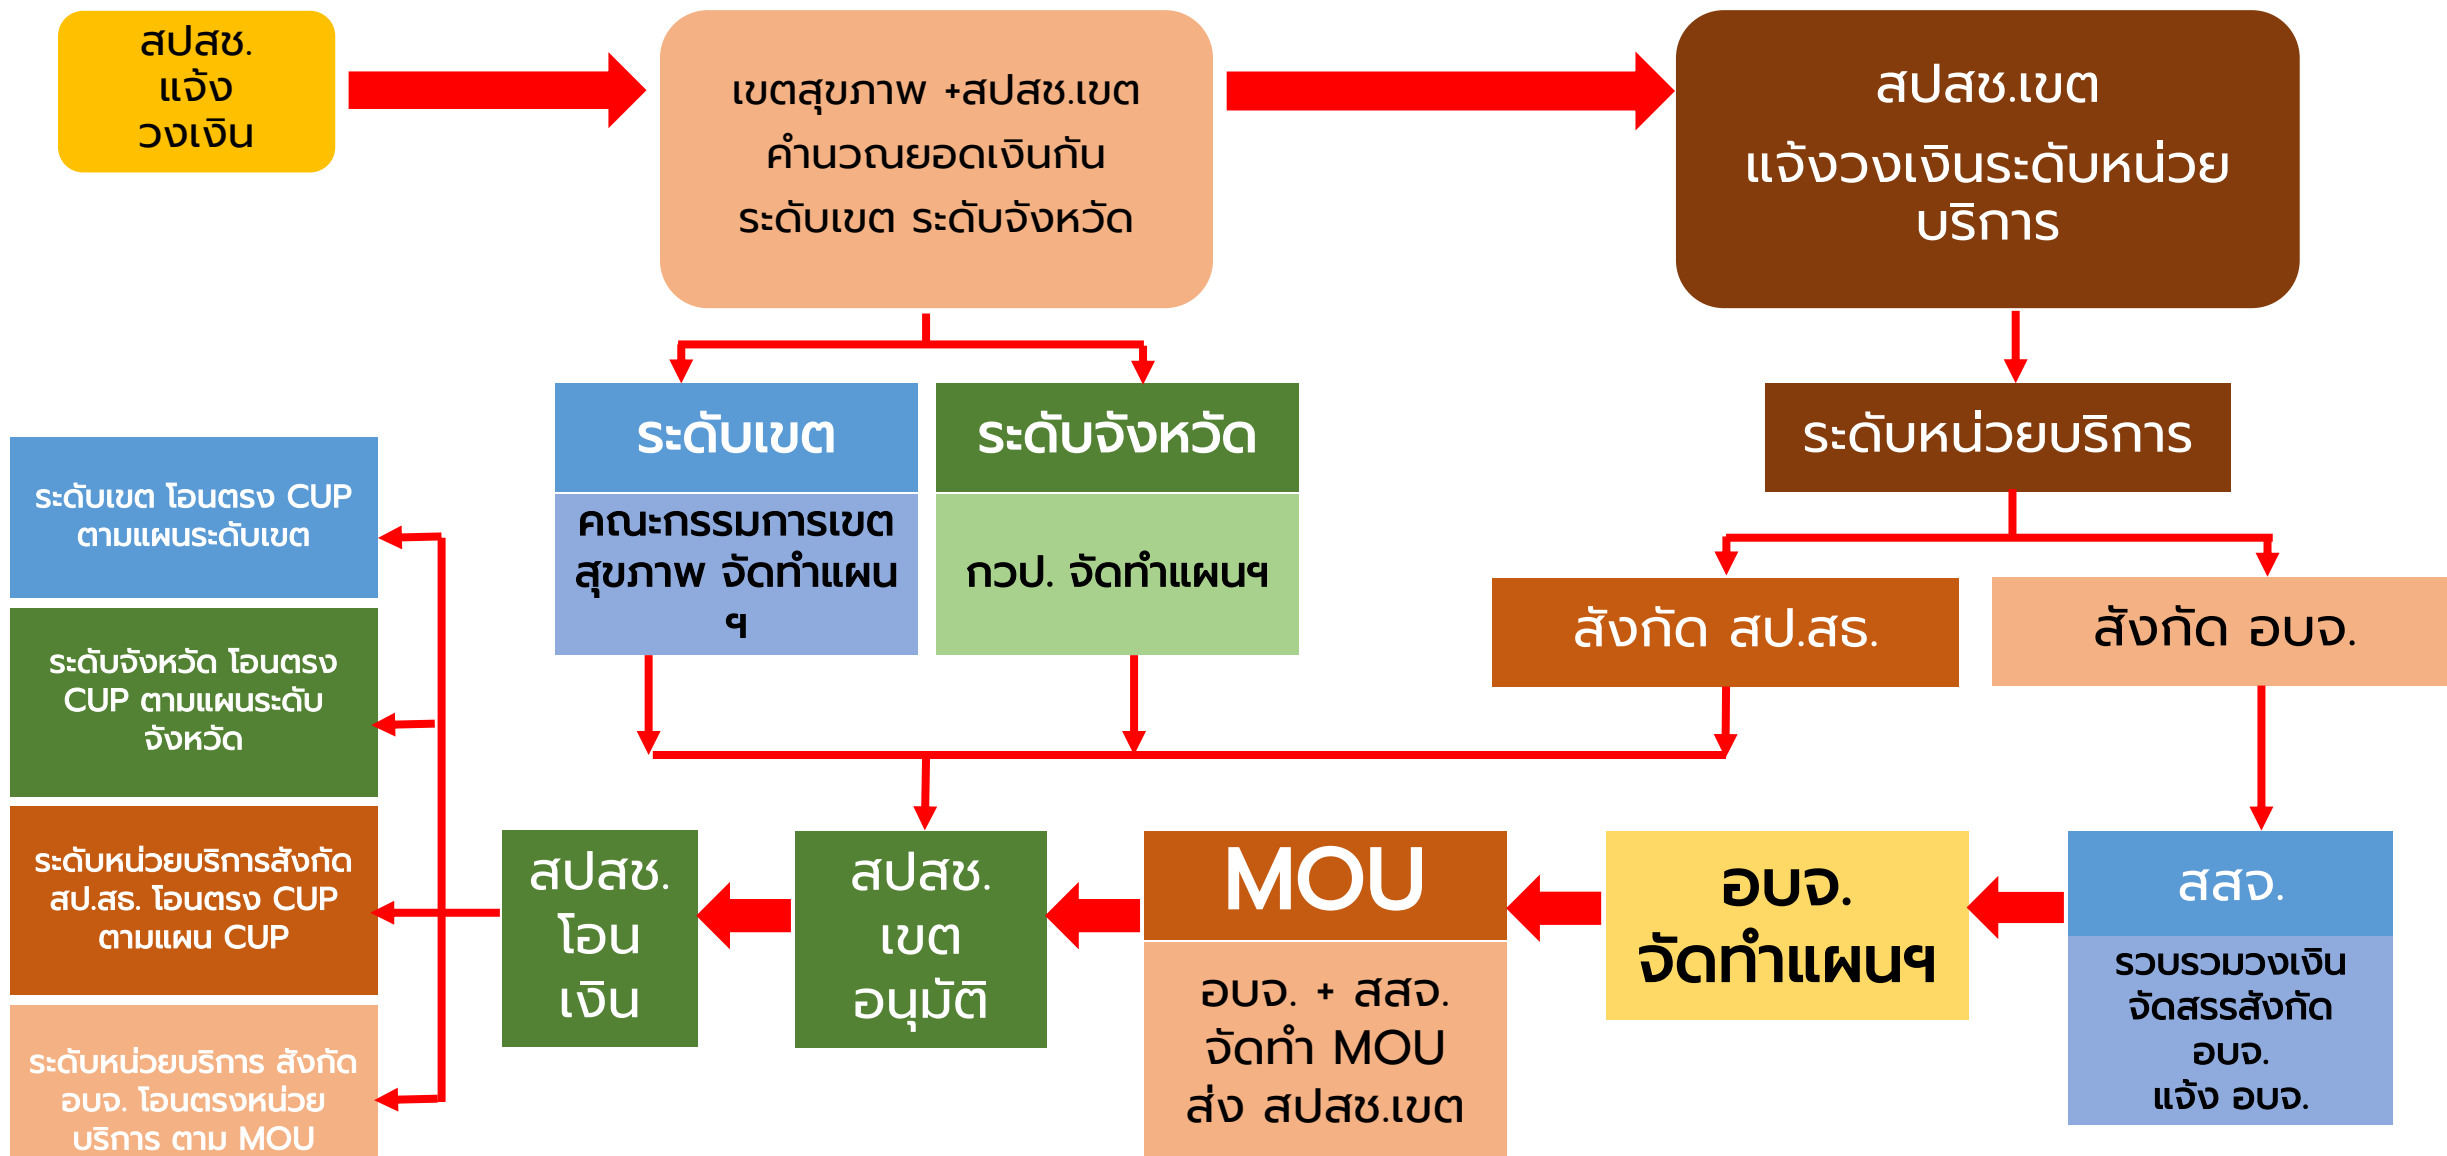 สปสช.
แจ้ง
วงเงิน
เขตสุขภาพ +สปสช.เขต
คำนวณยอดเงินกัน
ระดับเขต ระดับจังหวัด
สปสช.เขต
แจ้งวงเงินระดับหน่วย
บริการ
ระดับเขต
คณะกรรมการเขต
สุขภาพ จัดทำแผน
ฯ
ระดับจังหวัด
กวป. จัดทำแผนฯ
ระดับหน่วยบริการ
สังกัด สป.สธ.
สังกัด อบจ.
สสจ.
รวบรวมวงเงิน
จัดสรรสังกัด
อบจ.
แจ้ง อบจ.
อบจ.
จัดทำแผนฯ
MOU
อบจ. + สสจ.
จัดทำ MOU
ส่ง สปสช.เขต
สปสช.
เขต
อนุมัติ
สปสช.
โอน
เงิน
ระดับเขต โอนตรง CUP
ตามแผนระดับเขต
ระดับจังหวัด โอนตรง
CUP ตามแผนระดับ
จังหวัด
ระดับหน่วยบริการสังกัด
สป.สธ. โอนตรง CUP
ตามแผน CUP
ระดับหน่วยบริการ สังกัด
อบจ. โอนตรงหน่วย
บริการ ตาม MOU